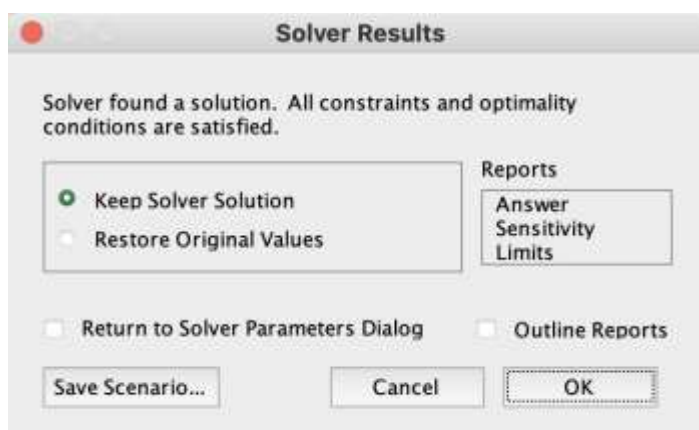 Solver Results
Solver found a solution.  All constraints and optimality
conditions are satisfied.
Keep Solver Solution
Restore Original Values
Reports
Answer
Sensitivity
Limits
Return to Solver Parameters Dialog
Outline Reports
Save Scenario...
Cancel
OK